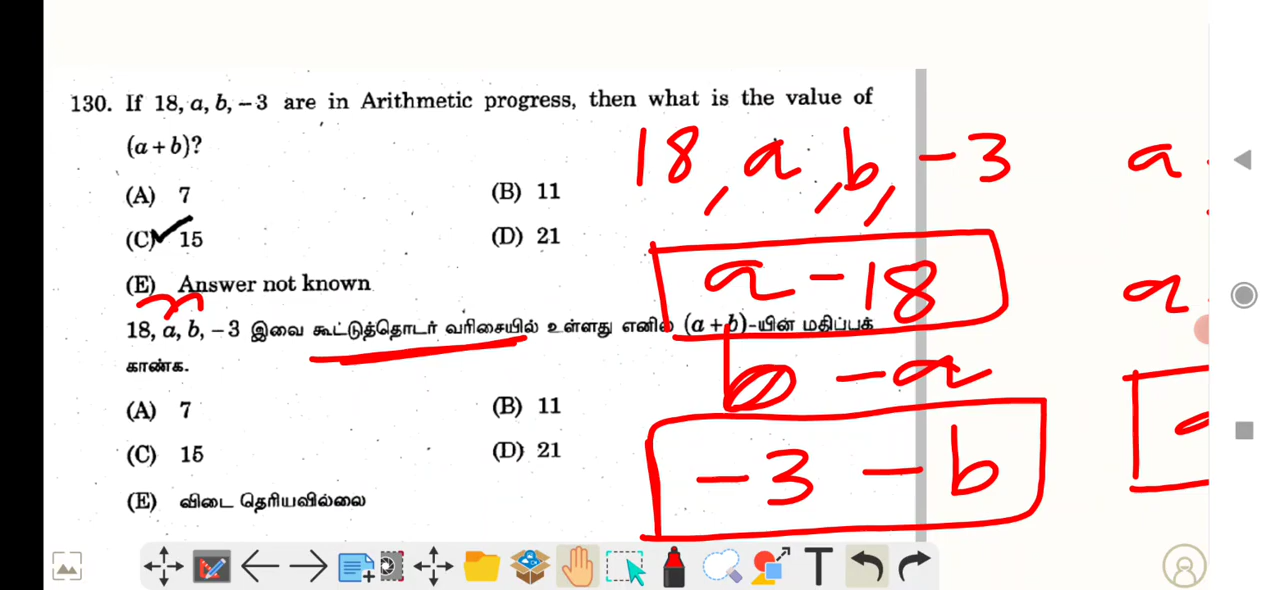 130. If 18, a, b, −3 are in Arithmetic progress, then what is the value of
(a + b)?
(A) 7
(B) 11
(C) 15
(D) 21
(E) Answer not known
18, a, b, −3 இவை கூட்டுத்தொடர் வரிசையில் உள்ளது எனில் (a + b)-யின் மதிப்பக்
காண்க.
(A) 7
(B) 11
(C) 15
(D) 21
(E) விடை தெரியவில்லை
18, a, b, −3
a − 18
b − a
−3 − b
a
a
T